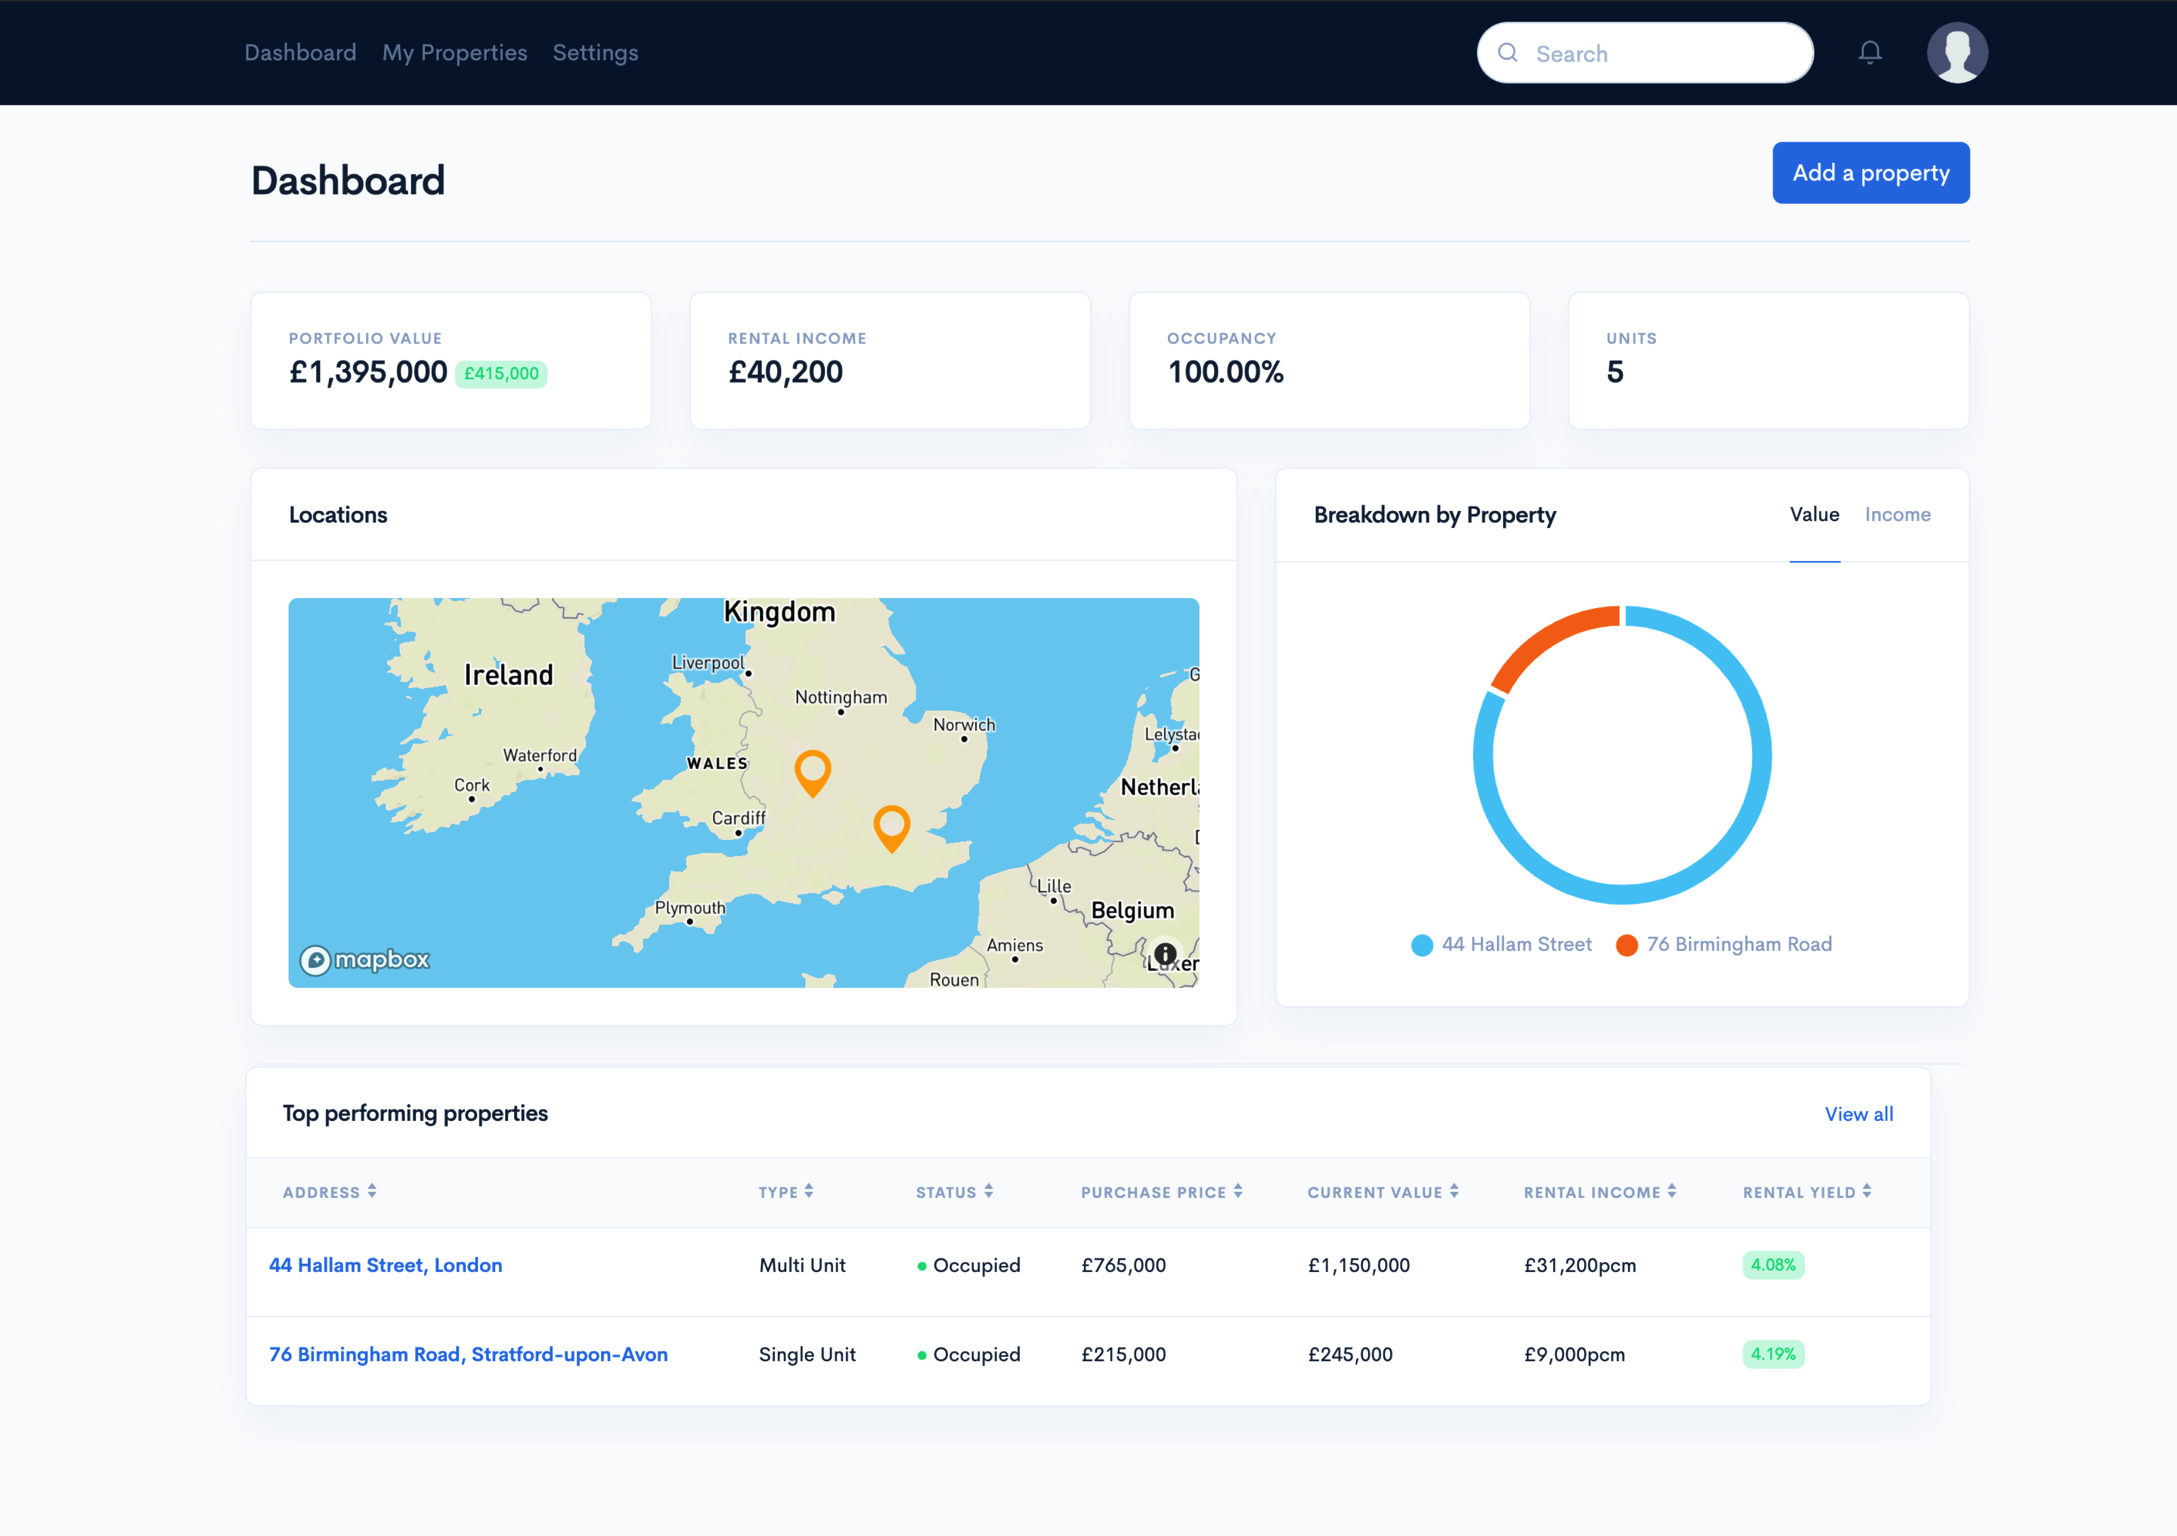 Dashboard My Properties Settings Search
Dashboard
Add a property
PORTFOLIO VALUE
£1,395,000 £415,000
RENTAL INCOME
£40,200
OCCUPANCY
100.00%
UNITS
5
Locations
Kingdom
Ireland
Liverpool
Nottingham
Norwich
Waterford
WALES
Cork
Cardiff
Plymouth
Lelysta
Netherl
Lille
Belgium
Amiens
Rouen
mapbox
Breakdown by Property
Value Income
44 Hallam Street 76 Birmingham Road
Top performing properties
View all
ADDRESS TYPE STATUS PURCHASE PRICE CURRENT VALUE RENTAL INCOME RENTAL YIELD
44 Hallam Street, London Multi Unit Occupied £765,000 £1,150,000 £31,200pcm 4.08%
76 Birmingham Road, Stratford-upon-Avon Single Unit Occupied £215,000 £245,000 £9,000pcm 4.19%